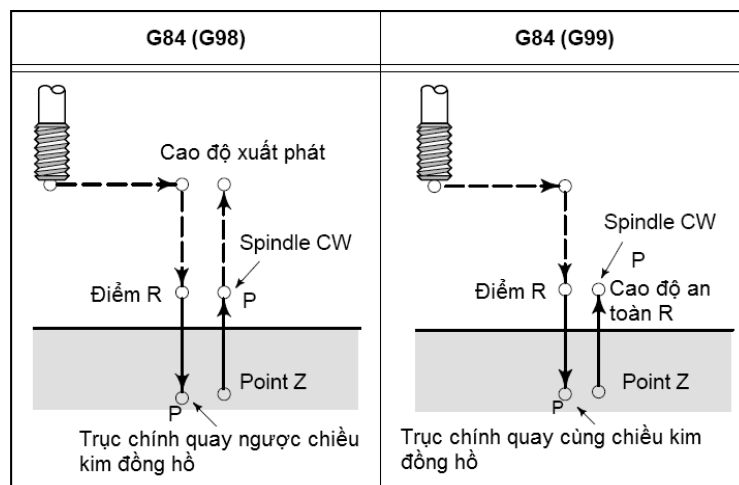 G84 (G98)
G84 (G99)
Cao độ xuất phát
Spindle CW
Điểm R
P
Point Z
P
Trục chính quay ngược chiều
kim đồng hồ
Spindle CW
P
Điểm R
Cao độ an
toàn R
Point Z
P
Trục chính quay cùng chiều kim
đồng hồ